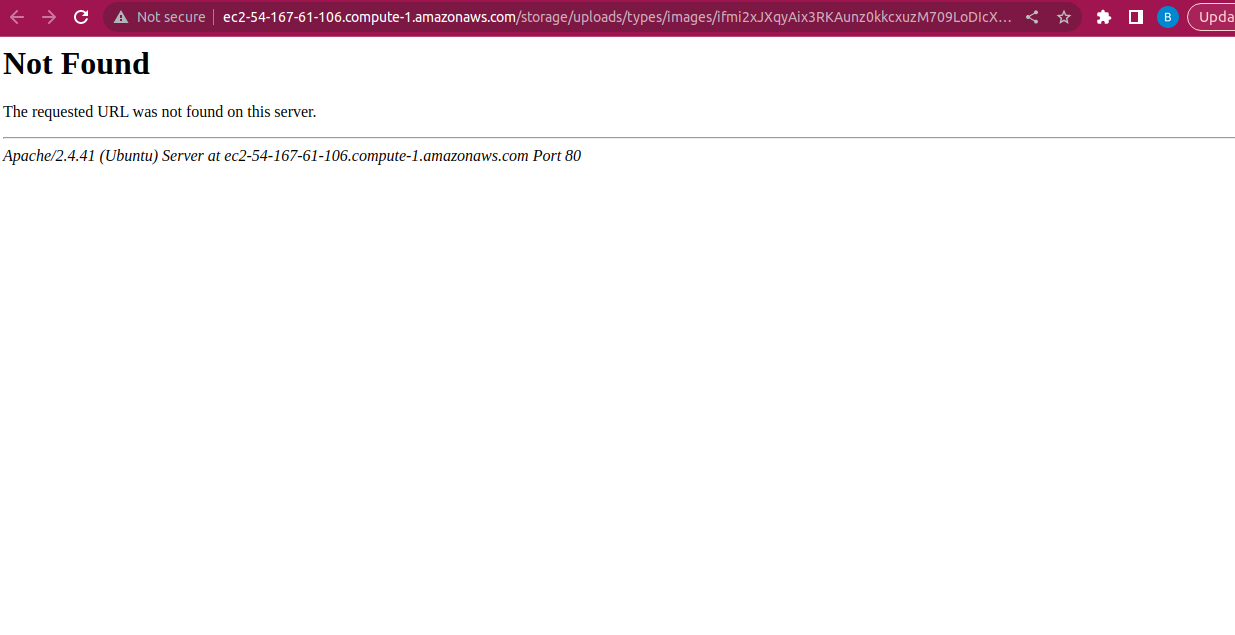 Not secure ec2-54-167-61-106.compute-1.amazonaws.com/storage/uploads/types/images/ifmi2xJXqyAix3RKAunz0kkcxuzM709LoDIcX... B Upda
Not Found
The requested URL was not found on this server.
Apache/2.4.41 (Ubuntu) Server at ec2-54-167-61-106.compute-1.amazonaws.com Port 80